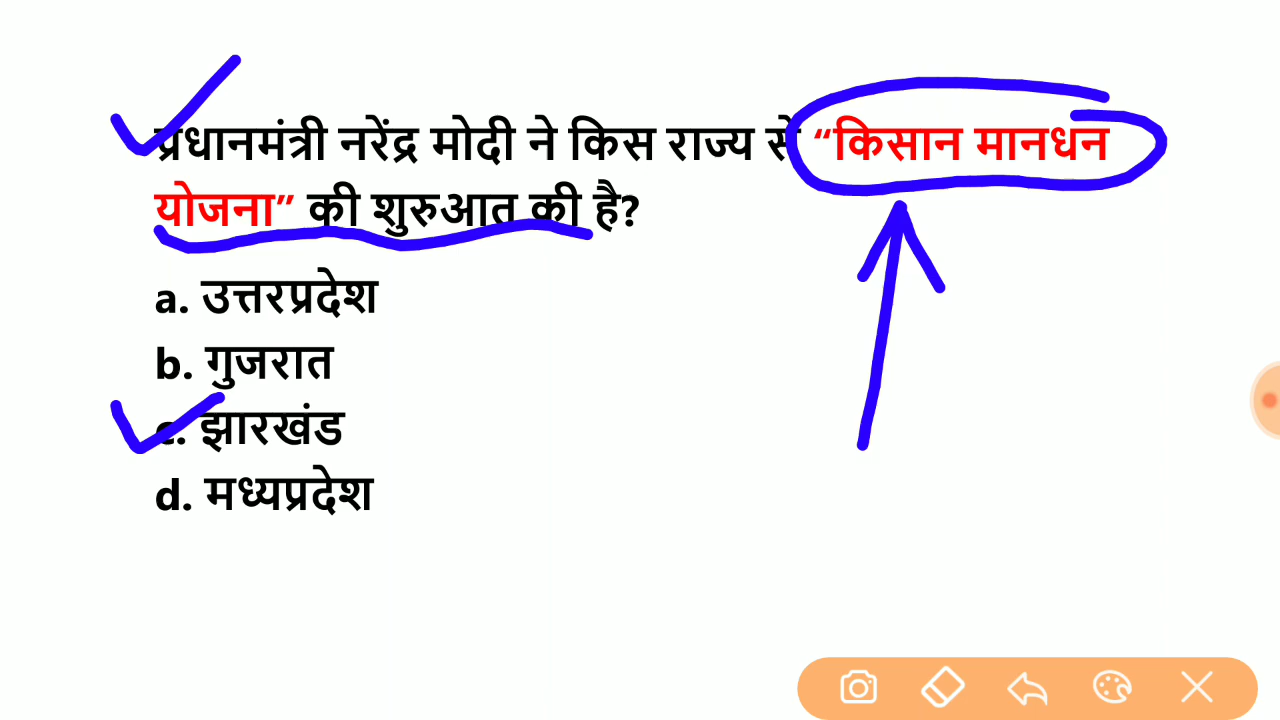 प्रधानमंत्री नरेंद्र मोदी ने किस राज्य से “किसान मानधन
योजना” की शुरुआत की है?
a. उत्तरप्रदेश
b. गुजरात
c. झारखंड
d. मध्यप्रदेश